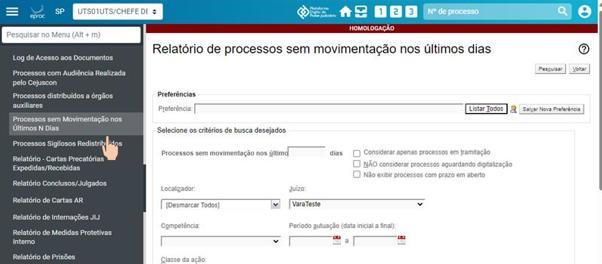 eproc
SP
UTS01UTS/CHEFE DE
Plataforma
Digital do
Poder Judiciário
1 2 3
Nº de processo
HOMOLOGAÇÃO
Pesquisar no Menu (Alt + m)
Log de Acesso aos Documentos
Processos com Audiência Realizada
pelo Cejuscon
Processos distribuídos a órgãos
auxiliares
Processos sem Movimentação nos
Últimos N Dias
Processos Sigilosos Redistribuídos
Relatório - Cartas Precatórias
Expedidas/Recebidas
Relatório Conclusos/Julgados
Relatório de Cartas AR
Relatório de Internações JIJ
Relatório de Medidas Protetivas
Interno
Relatório de Prisões
Relatório de processos sem movimentação nos últimos dias
Pesquisar Voltar
Preferências
Preferência:
Listar Todos
Salvar Nova Preferência
Selecione os critérios de busca desejados
Processos sem movimentação nos último
dias
Considerar apenas processos em tramitação
NÃO considerar processos aguardando digitalização
Não exibir processos com prazo em aberto
Localizador: Juízo:
[Desmarcar Todos] VaraTeste
Competência: Período autuação (data inicial a final):
a
Classe da ação: